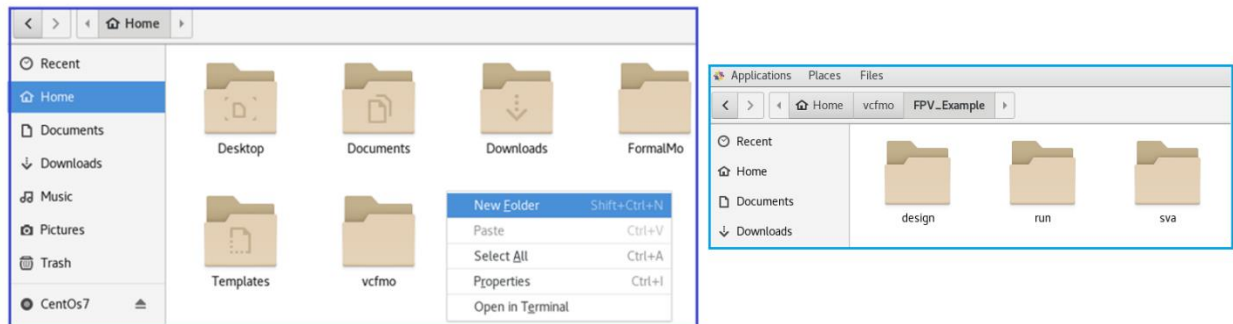 Home
Recent
Home
Documents
Downloads
Music
Pictures
Trash
CentOs7
Desktop Documents Downloads FormalMo
Templates vcfmo
New Folder Shift+Ctrl+N
Paste Ctrl+V
Select All Ctrl+A
Properties Ctrl+I
Open in Terminal
Applications Places Files
Home vcfmo FPV_Example
Recent
Home
Documents
Downloads
design run sva